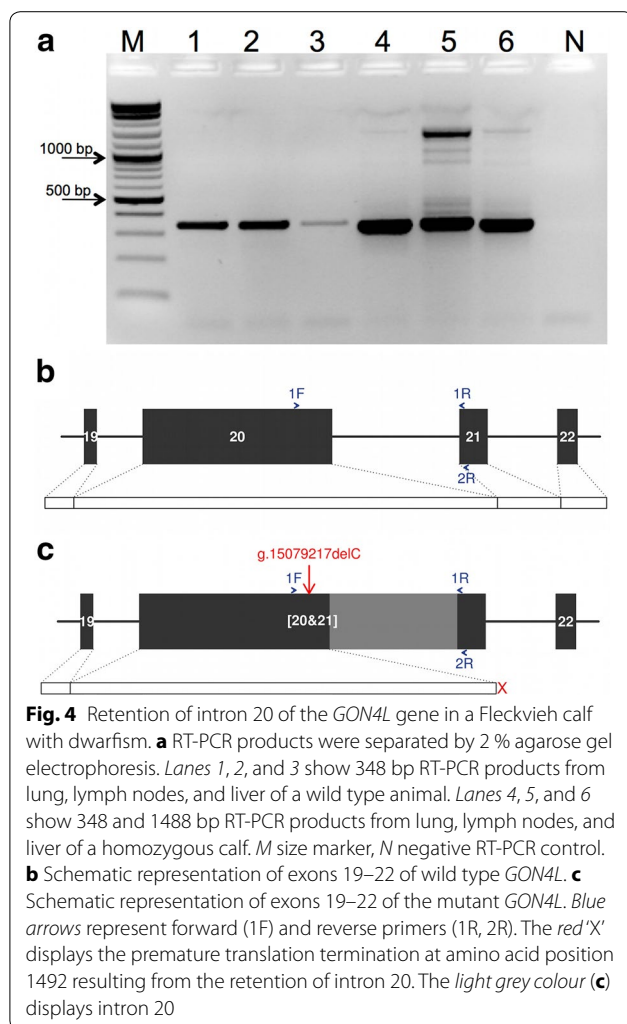 a M 1 2 3 4 5 6 N
1000 bp
500 bp
b
1F 1R
19 20 21 22
2R
c
g.15079217delC
1F 1R
19 [20&21] 22
2R
X
Fig. 4 Retention of intron 20 of the GON4L gene in a Fleckvieh calf
with dwarfism. a RT-PCR products were separated by 2 % agarose gel
electrophoresis. Lanes 1, 2, and 3 show 348 bp RT-PCR products from
lung, lymph nodes, and liver of a wild type animal. Lanes 4, 5, and 6
show 348 and 1488 bp RT-PCR products from lung, lymph nodes, and
liver of a homozygous calf. M size marker, N negative RT-PCR control.
b Schematic representation of exons 19–22 of wild type GON4L. c
Schematic representation of exons 19–22 of the mutant GON4L. Blue
arrows represent forward (1F) and reverse primers (1R, 2R). The red ‘X’
displays the premature translation termination at amino acid position
1492 resulting from the retention of intron 20. The light grey colour (c)
displays intron 20